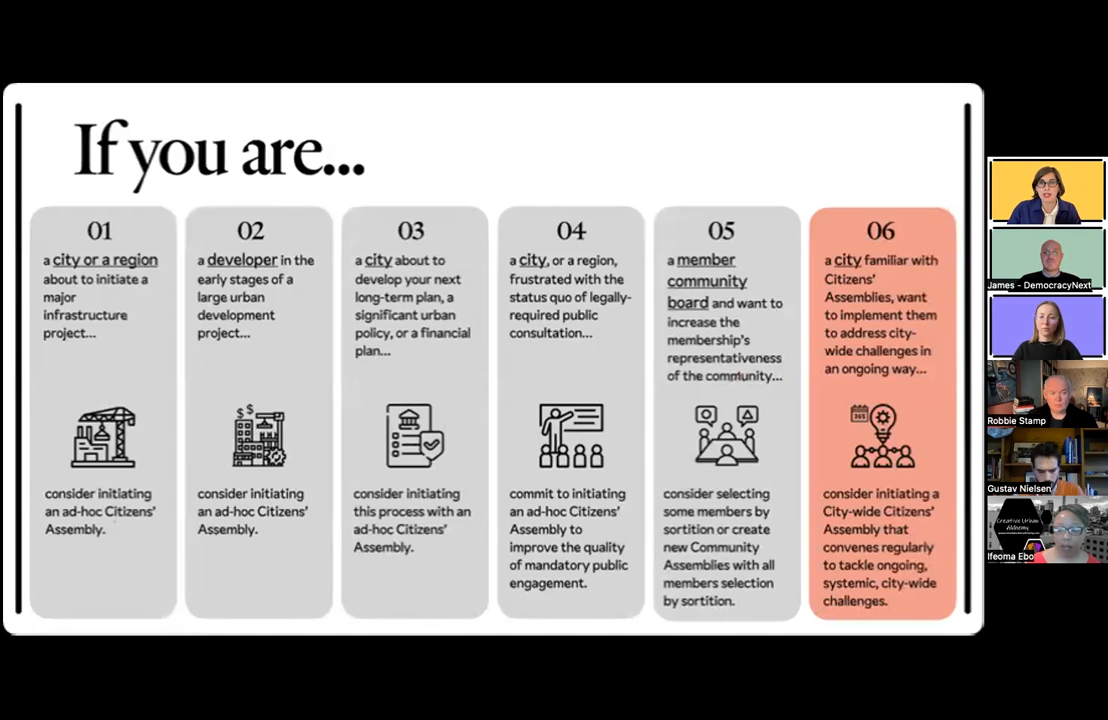 If you are...
01
a city or a region
about to initiate a
major
infrastructure
project...
consider initiating
an ad-hoc Citizens'
Assembly.
02
a developer in the
early stages of a
large urban
development
project...
$ $
consider initiating
an ad-hoc Citizens'
Assembly.
03
a city about to
develop your next
long-term plan, a
significant urban
policy, or a financial
plan...
consider initiating
this process with an
ad-hoc Citizens'
Assembly.
04
a city, or a region,
frustrated with the
status quo of legally-
required public
consultation...
commit to initiating
an ad-hoc Citizens'
Assembly to
improve the quality
of mandatory public
engagement.
05
a member
community
board and want to
increase the
membership's
representativeness
of the community...
consider selecting
some members by
sortition or create
new Community
Assemblies with all
members selection
by sortition.
06
a city familiar with
Citizens'
Assemblies, want
to implement them
to address city-
wide challenges in
an ongoing way...
365
consider initiating a
City-wide Citizens'
Assembly that
convenes regularly
to tackle ongoing,
systemic, city-wide
challenges.
James - DemocracyNext
Robbie Stamp
Gustav Nielsen
Creative Urban
Alchemy
Ifeoma Ebo